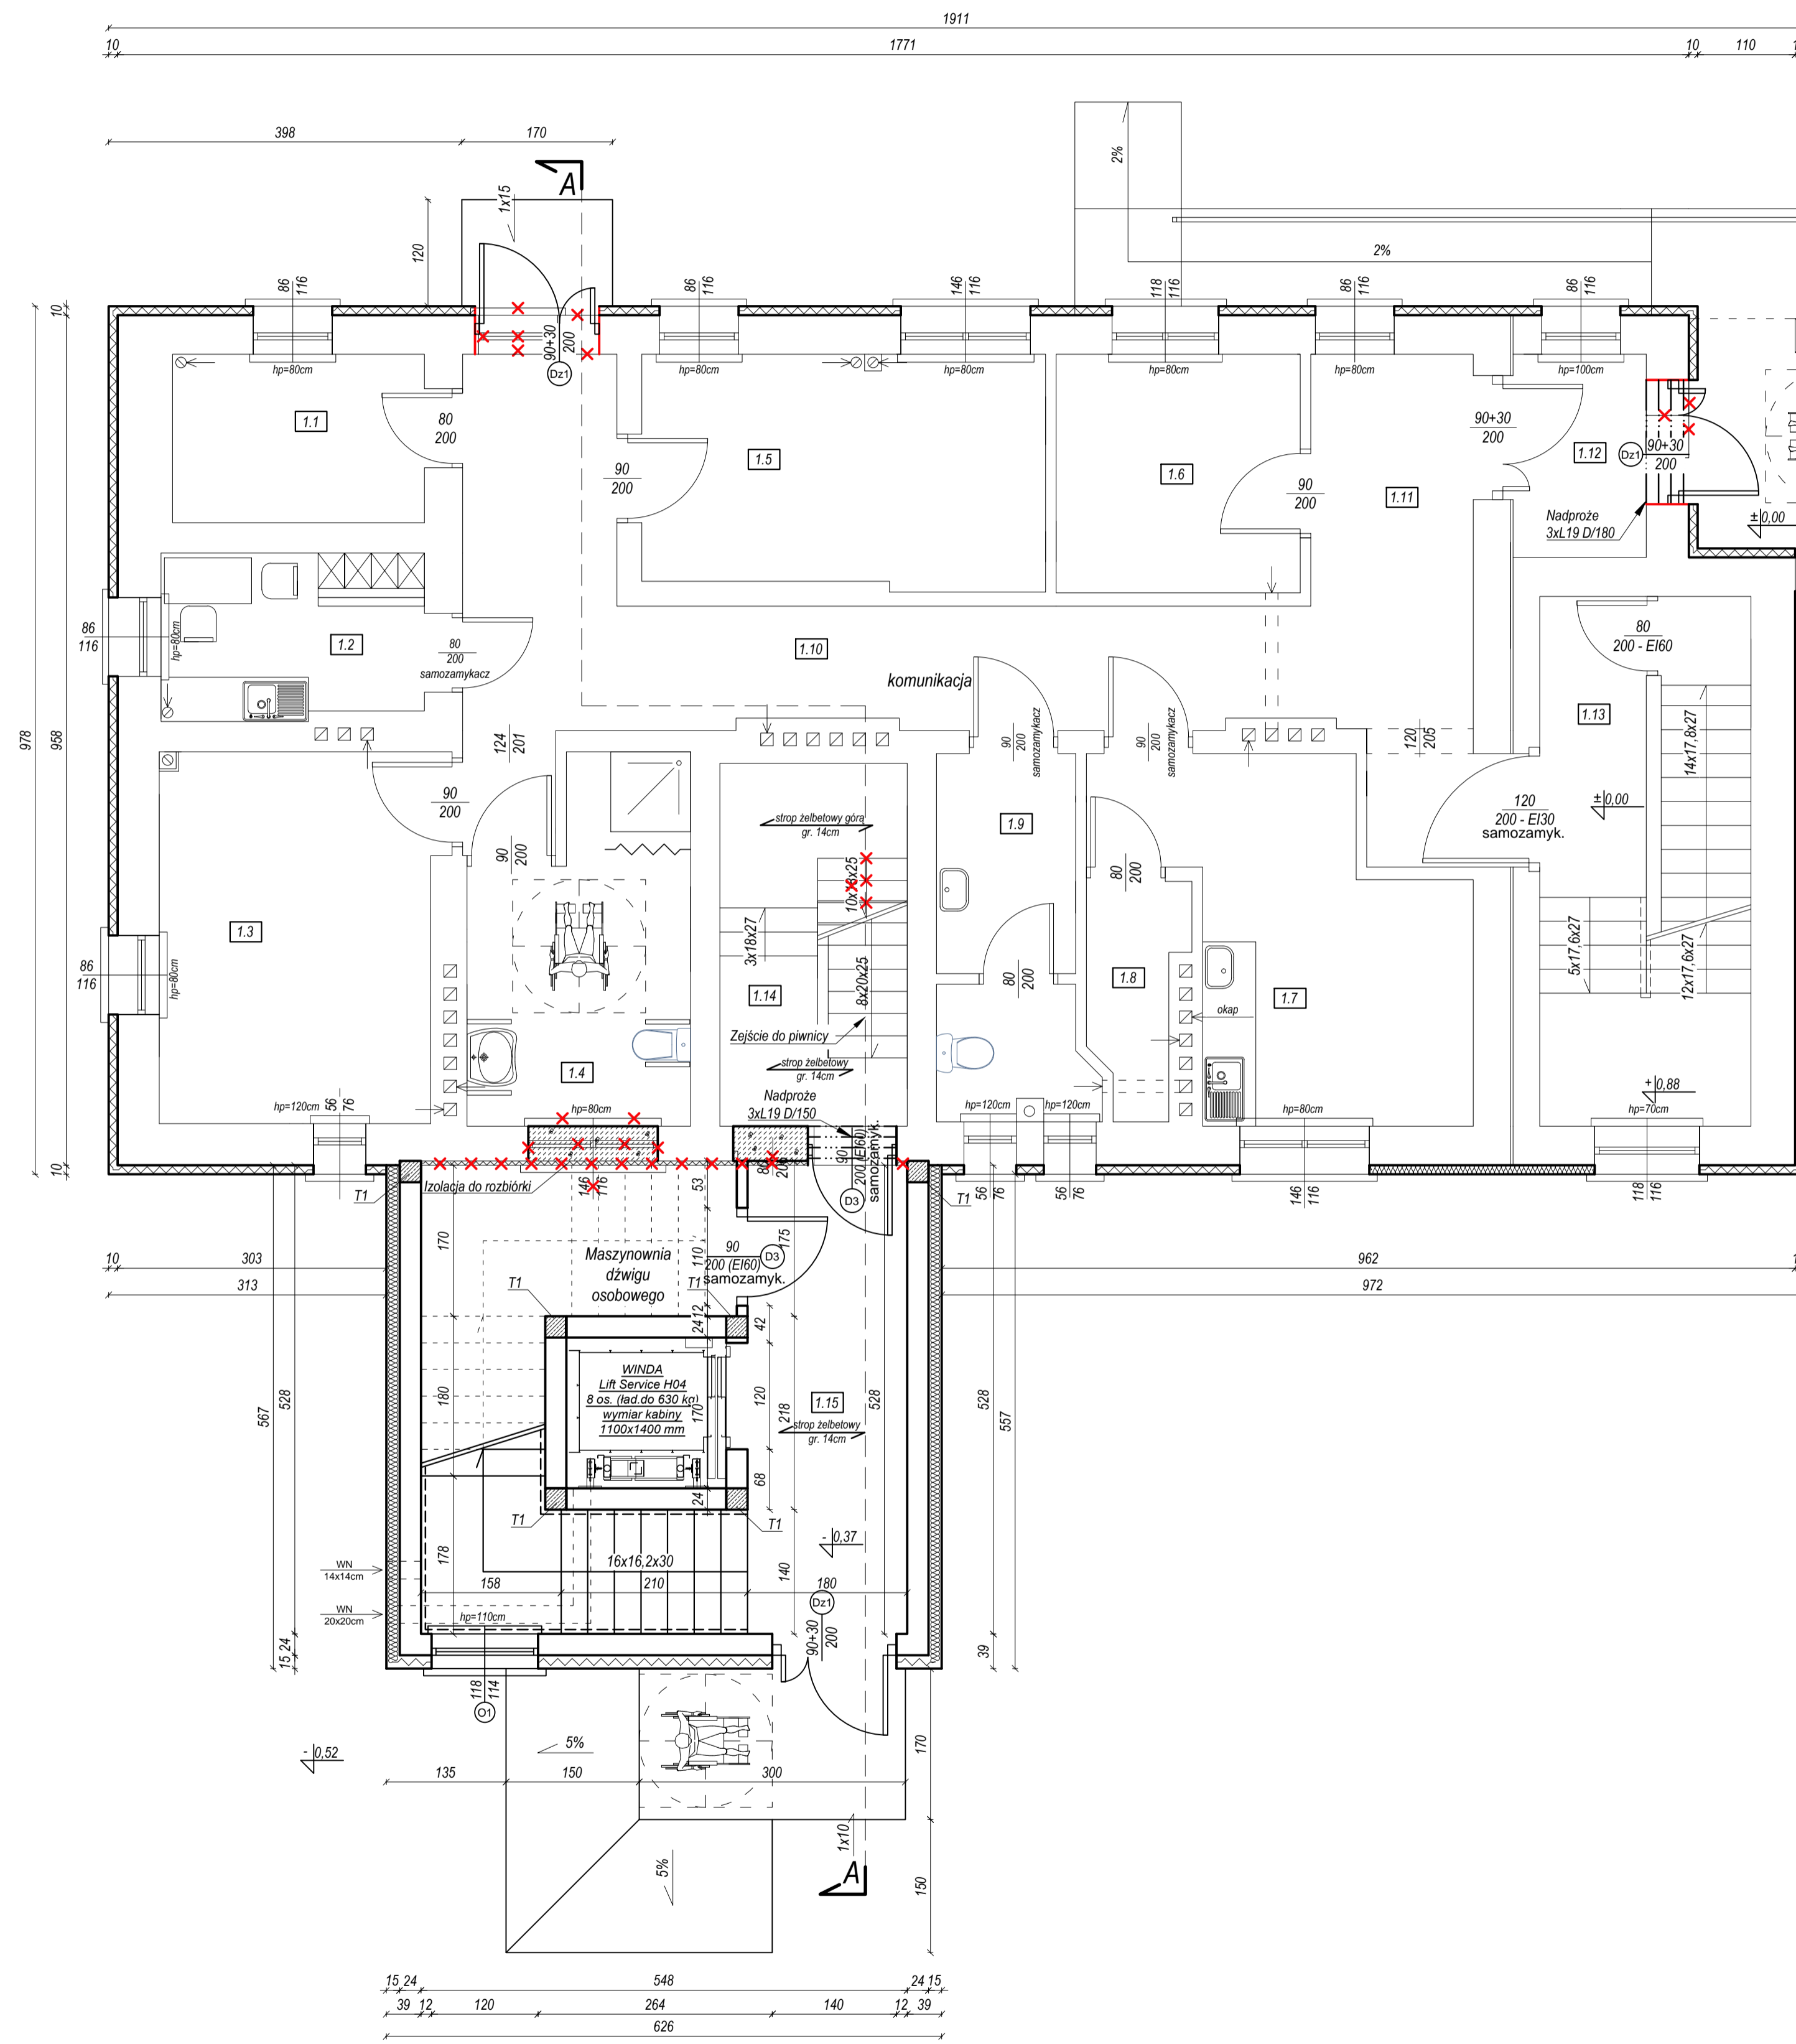 1911
10
1771
10
110
398
170
A
1x15
120
2%
2%
86
116
86
116
146
116
118
116
86
116
86
116
90+30
200
Dz1
hp=80cm
hp=80cm
hp=80cm
hp=80cm
hp=80cm
hp=100cm
10
978
958
10
1.1
80
200
1.5
90
200
1.6
90
200
1.11
90+30
200
1.12
Dz1
90+30
200
Nadproże
3xL19 D/180
± 0,00
86
116
hp=80cm
1.2
80
200
samozamykacz
1.10
komunikacja
80
200 - EI60
1.13
14x17,8x27
124
201
90
200
samozamykacz
90
200
samozamykacz
120
205
90
200
120
200 - EI30
samozamyk.
± 0,00
strop żelbetowy góra
gr. 14cm
1.9
90
200
80
200
10x18x25
3x18x27
1.3
86
116
hp=80cm
8x20x25
1.14
80
200
1.8
1.7
okap
5x17,6x27
12x17,6x27
Zejście do piwnicy
strop żelbetowy
gr. 14cm
1.4
+ 0,88
hp=120cm
56
76
hp=80cm
Nadproże
3xL19 D/150
hp=120cm
hp=120cm
hp=80cm
hp=70cm
90
200 (EI60)
samozamyk.
D3
80
200
T1
Izolacja do rozbiórki
146
116
53
T1
56
76
56
76
146
116
118
116
10
303
313
170
Maszynownia
dźwigu
osobowego
110
90
200 (EI60)
samozamyk.
D3
175
962
972
T1
T1
12
24
42
567
528
180
WINDA
Lift Service H04
8 os. (ład.do 630 kg)
wymiar kabiny
1100x1400 mm
170
120
218
1.15
528
strop żelbetowy
gr. 14cm
528
557
68
24
T1
T1
- 0,37
178
16x16,2x30
140
WN
14x14cm
158
210
180
WN
20x20cm
hp=110cm
Dz1
90+30
200
24
15
39
118
114
O1
- 0,52
5%
170
135
150
300
1x10
5%
A
150
15
24
548
24
15
39
12
120
264
140
12
39
626